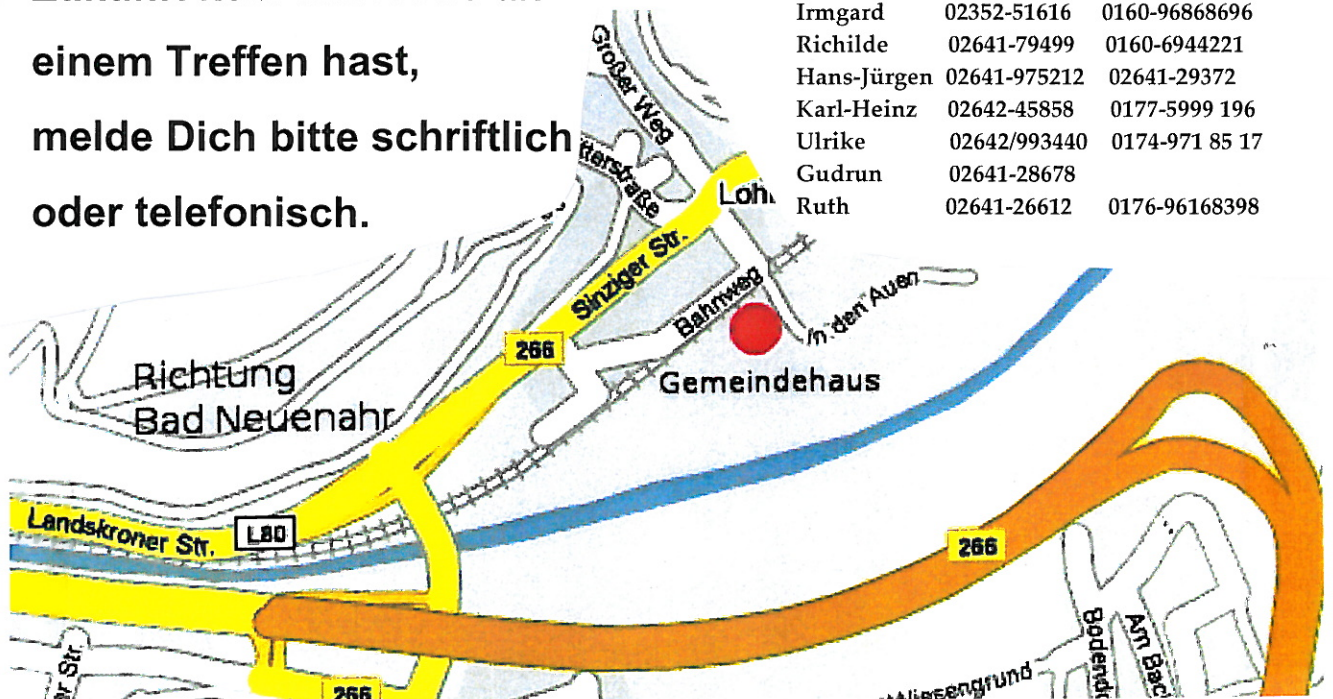 einem Treffen hast,
melde Dich bitte schriftlich
oder telefonisch.
Irmgard 02352-51616 0160-96868696
Richilde 02641-79499 0160-6944221
Hans-Jürgen 02641-975212 02641-29372
Karl-Heinz 02642-45858 0177-5999 196
Ulrike 02642/993440 0174-971 85 17
Gudrun 02641-28678
Ruth 02641-26612 0176-96168398
Großer Weg
Sinziger Str.
Bahnweg
In den Auen
266
Gemeindehaus
Richtung
Bad Neuenahr
Landskroner Str.
L80
266
Am
266